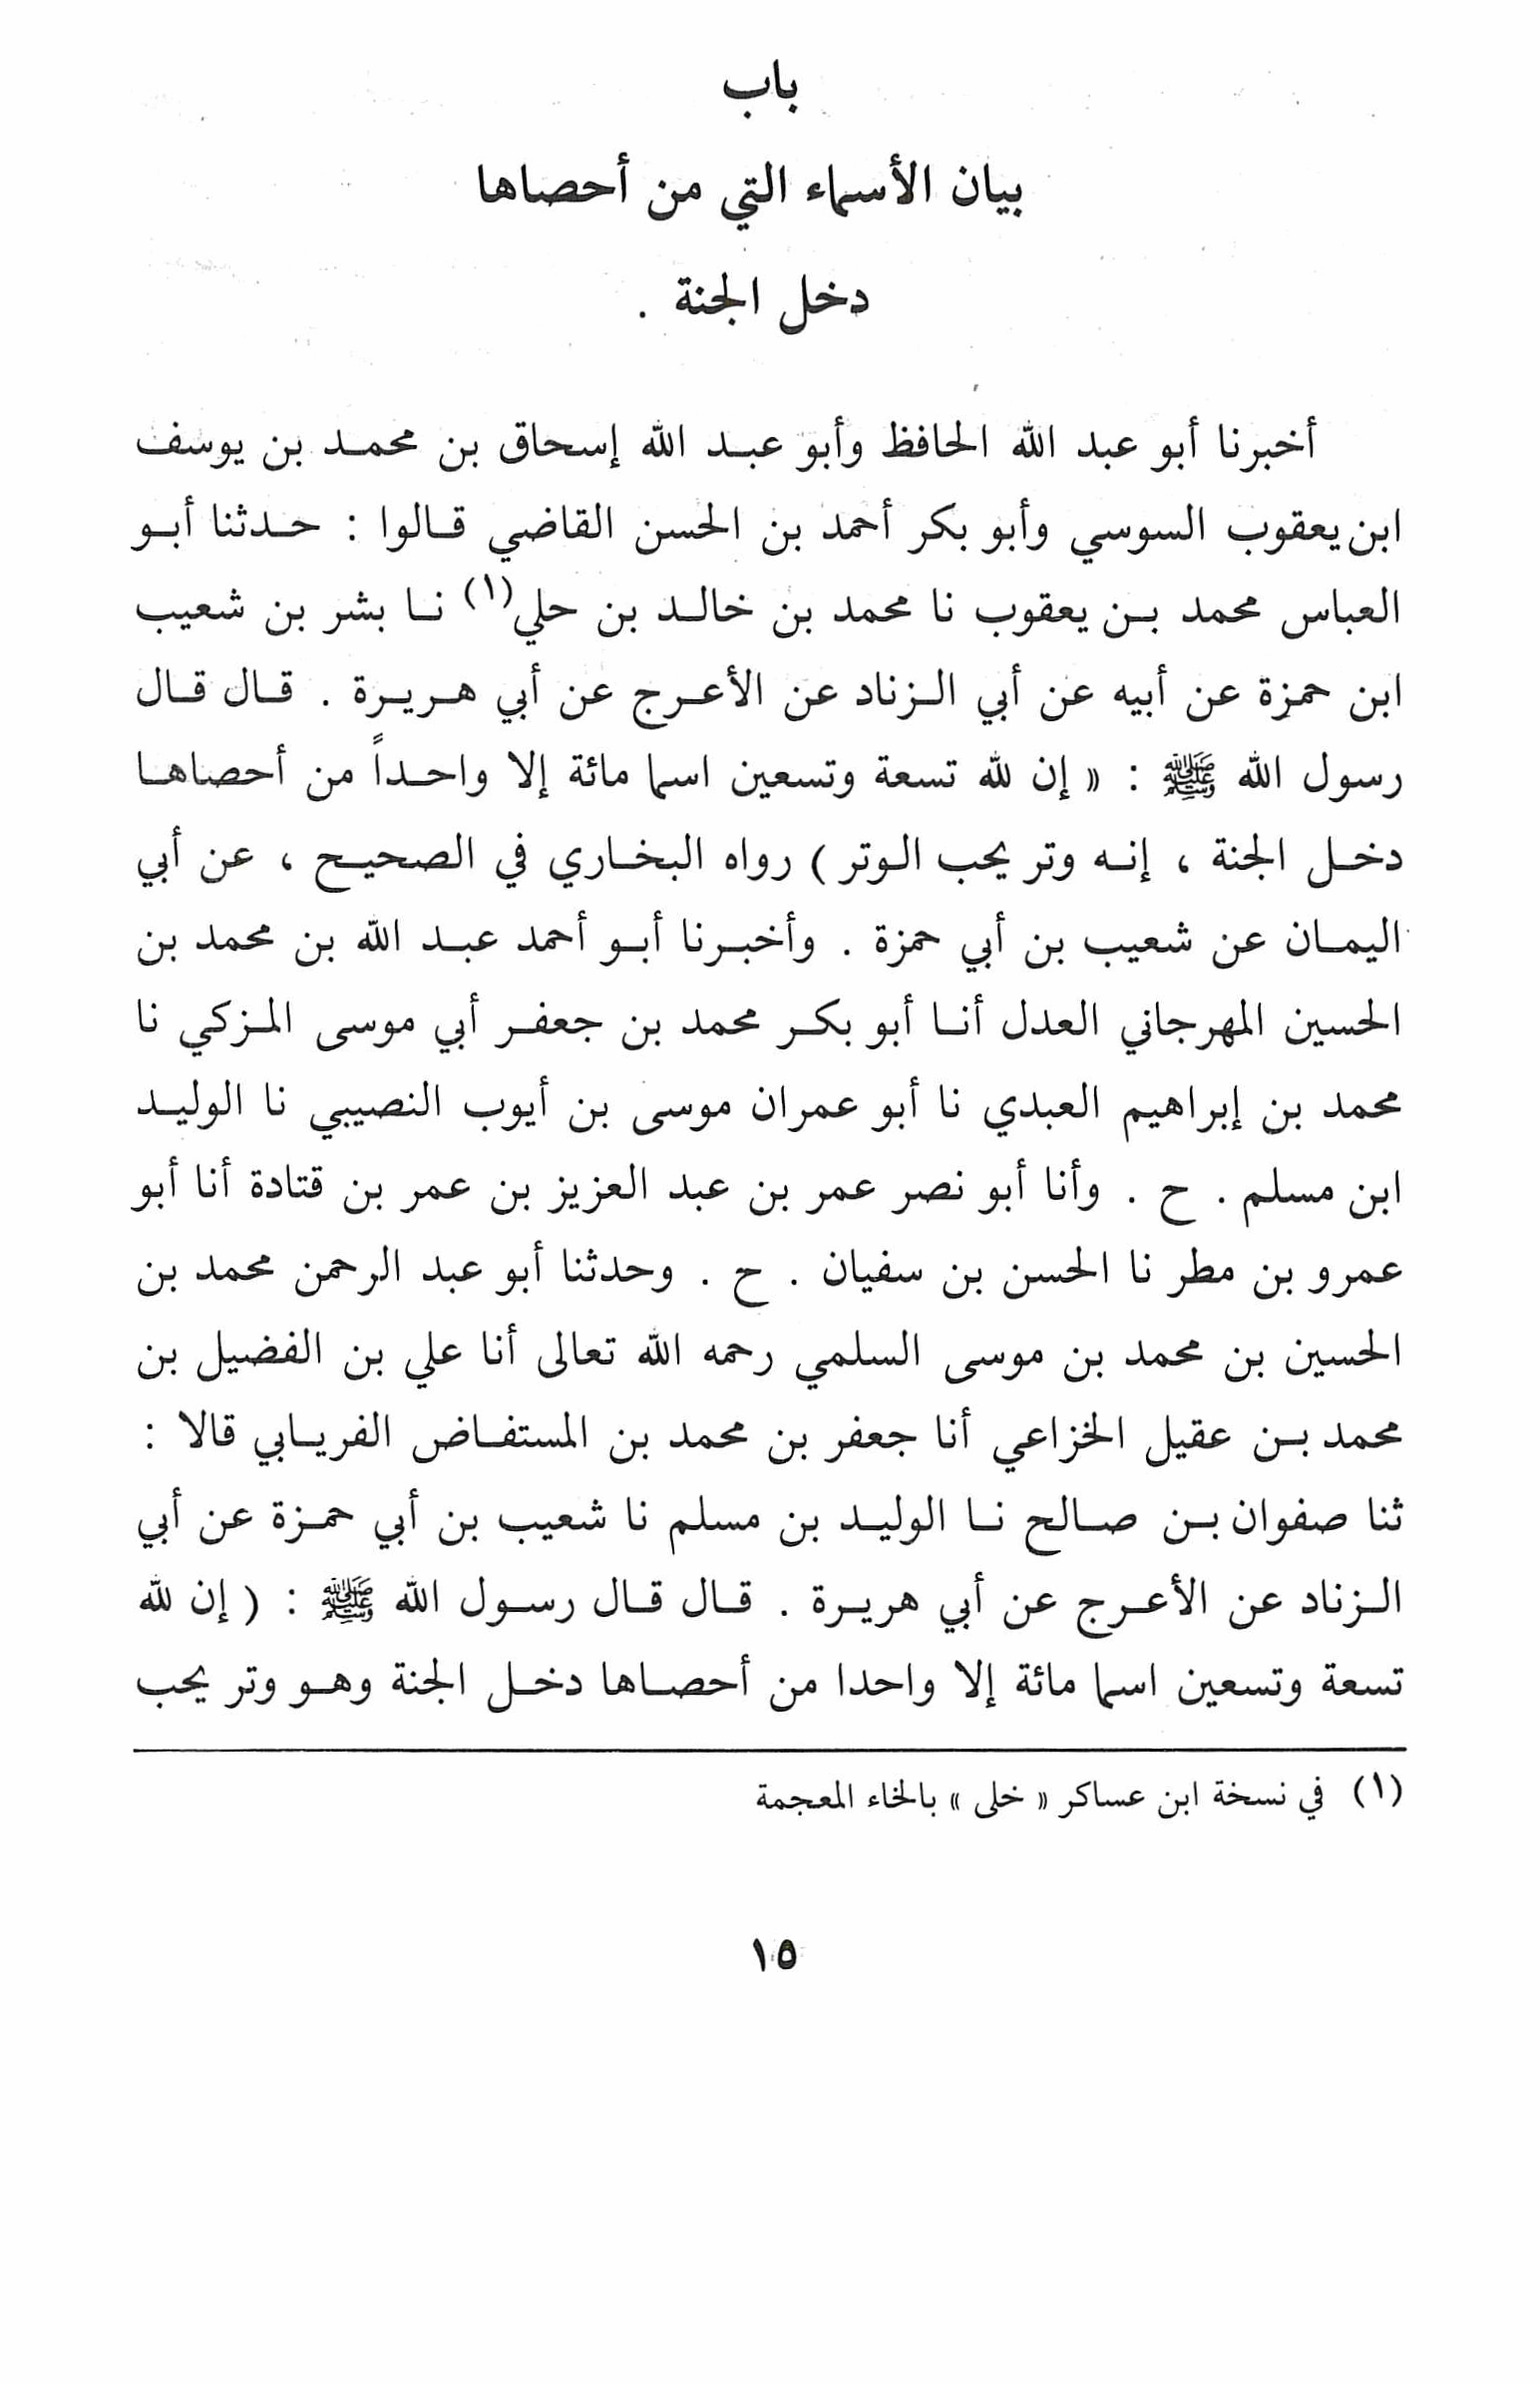 باب
بيان الأسماء التي من أحصاها
دخل الجنة .
أخبرنا أبو عبد الله الحافظ وأبو عبد الله إسحاق بن محمد بن يوسف
ابن يعقوب السوسي وأبو بكر أحمد بن الحسن القاضي قالوا : حدثنا أبو
العباس محمد بن يعقوب نا محمد بن خالد بن حلي(١) نا بشر بن شعيب
ابن حمزة عن أبيه عن أبي الزناد عن الأعرج عن أبي هريرة . قال قال
رسول الله ﷺ : « إن لله تسعة وتسعين اسما مائة إلا واحداً من أحصاها
دخل الجنة ، إنه وتر يحب الوتر ) رواه البخاري في الصحيح ، عن أبي
اليمان عن شعيب بن أبي حمزة . وأخبرنا أبو أحمد عبد الله بن محمد بن
الحسين المهرجاني العدل أنا أبو بكر محمد بن جعفر أبي موسى المزكي نا
محمد بن إبراهيم العبدي نا أبو عمران موسى بن أيوب النصيبي نا الوليد
ابن مسلم . ح . وأنا أبو نصر عمر بن عبد العزيز بن عمر بن قتادة أنا أبو
عمرو بن مطر نا الحسن بن سفيان . ح . وحدثنا أبو عبد الرحمن محمد بن
الحسين بن محمد بن موسى السلمي رحمه الله تعالى أنا علي بن الفضيل بن
محمد بن عقيل الخزاعي أنا جعفر بن محمد بن المستفاض الفريابي قالا :
ثنا صفوان بن صالح نا الوليد بن مسلم نا شعيب بن أبي حمزة عن أبي
الزناد عن الأعرج عن أبي هريرة . قال قال رسول الله ﷺ : ( إن لله
تسعة وتسعين اسما مائة إلا واحدا من أحصاها دخل الجنة وهو وتر يحب
(١) في نسخة ابن عساكر « خلى » بالخاء المعجمة
١٥